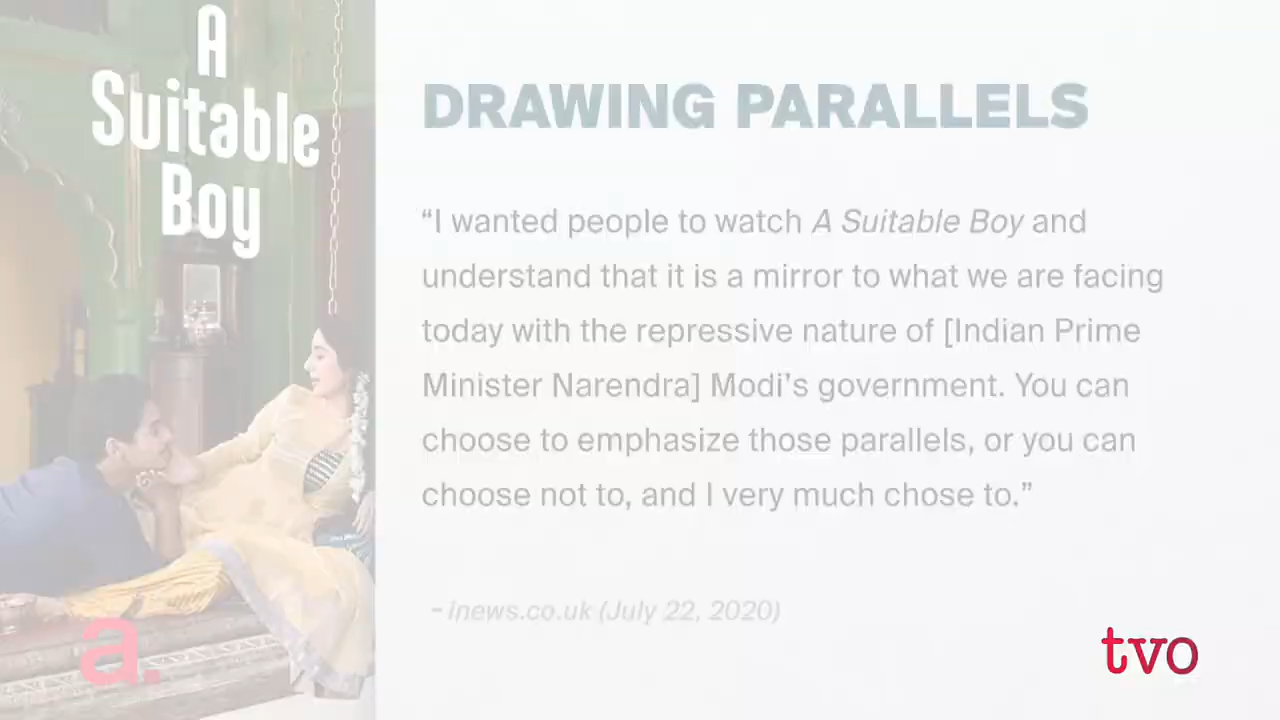 A
Suitable
Boy
DRAWING PARALLELS
“I wanted people to watch A Suitable Boy and
understand that it is a mirror to what we are facing
today with the repressive nature of [Indian Prime
Minister Narendra] Modi’s government. You can
choose to emphasize those parallels, or you can
choose not to, and I very much chose to.”
– Inews.co.uk (July 22, 2020)
a.
tvo